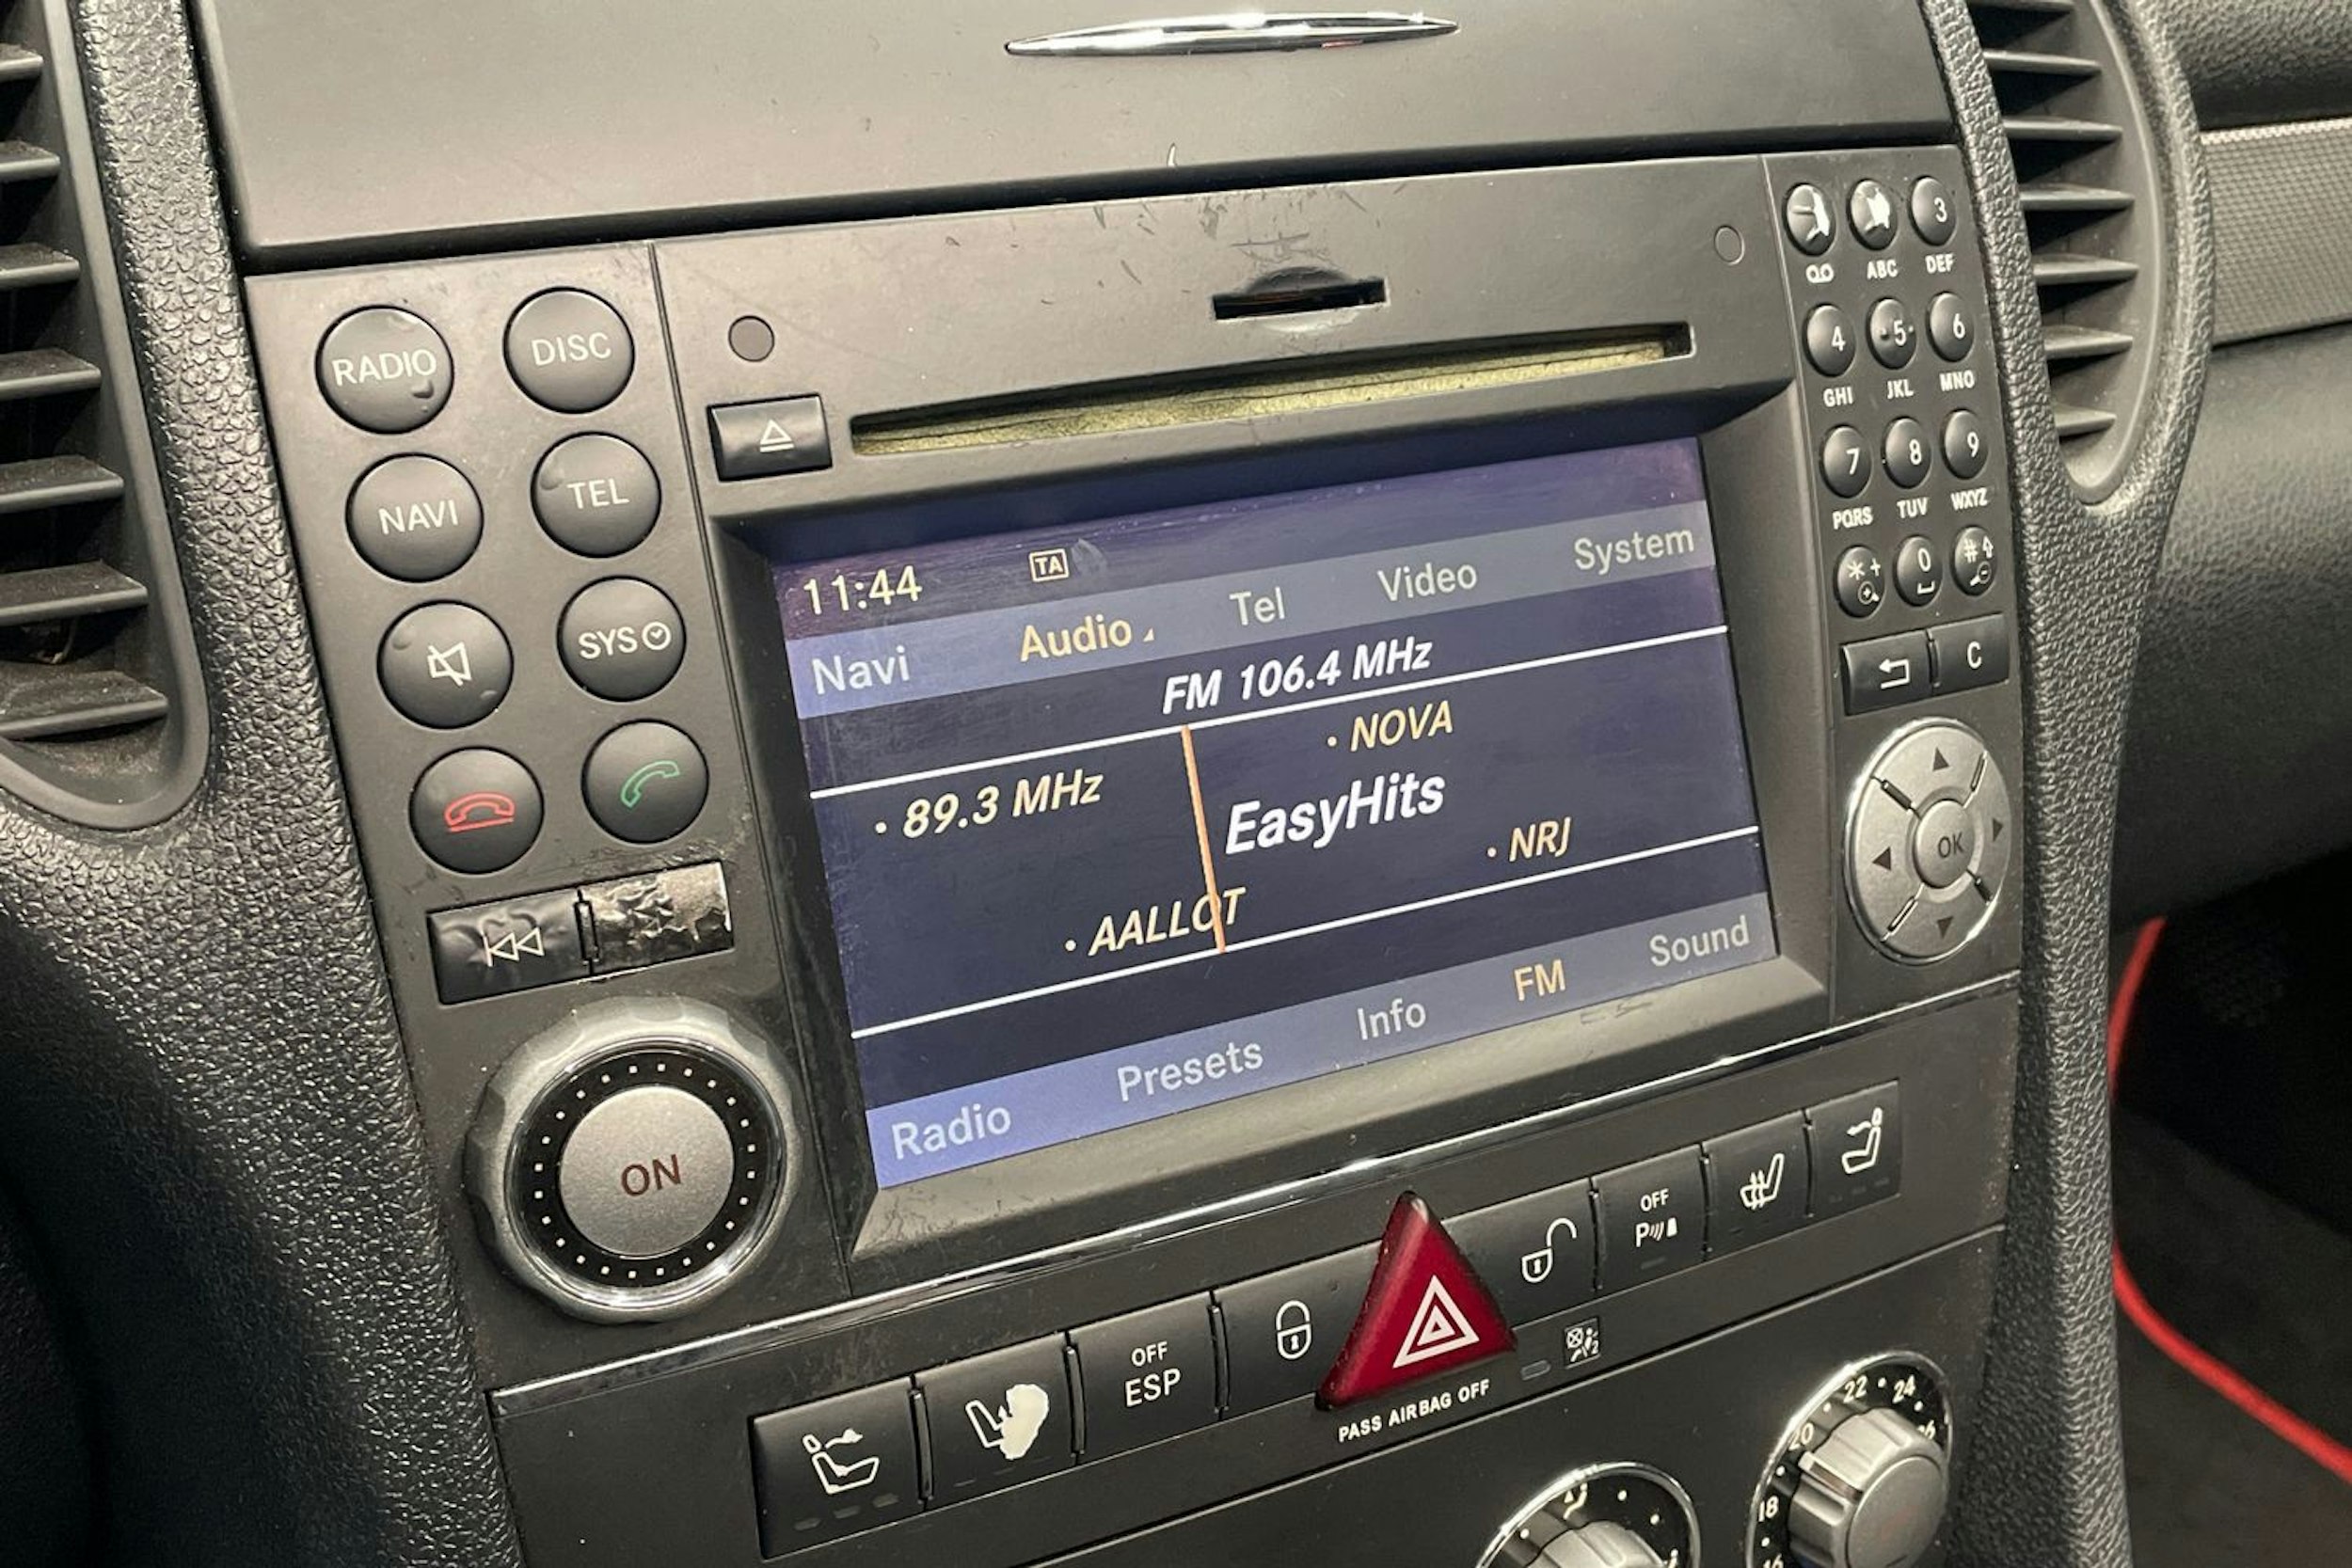 RADIO
DISC
NAVI
TEL
SYS
ON
11:44
TA
Navi
Audio
Tel
Video
System
FM 106.4 MHz
• NOVA
• 89.3 MHz
EasyHits
• NRJ
• AALLOT
Radio
Presets
Info
FM
Sound
3
QO
ABC
DEF
4
5
6
GHI
JKL
MNO
7
8
9
PQRS
TUV
WXYZ
* +
0
#
C
OK
OFF
ESP
OFF
P
PASS AIRBAG OFF
2
18
20
22
24